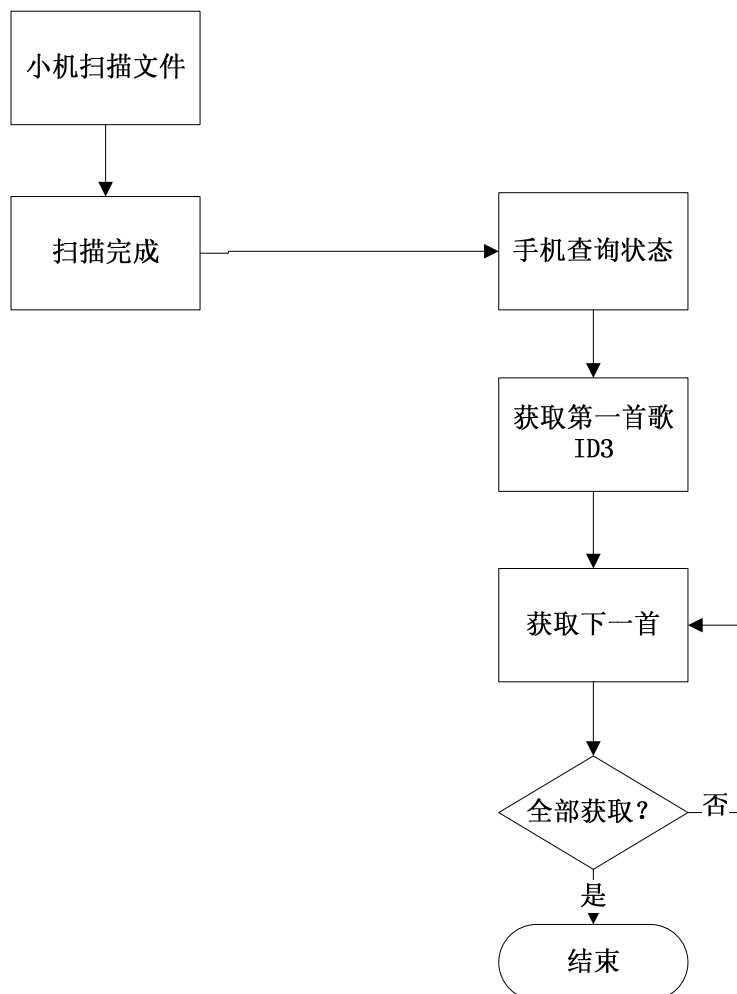 小机扫描文件
扫描完成
手机查询状态
获取第一首歌
ID3
获取下一首
全部获取?
否
是
结束